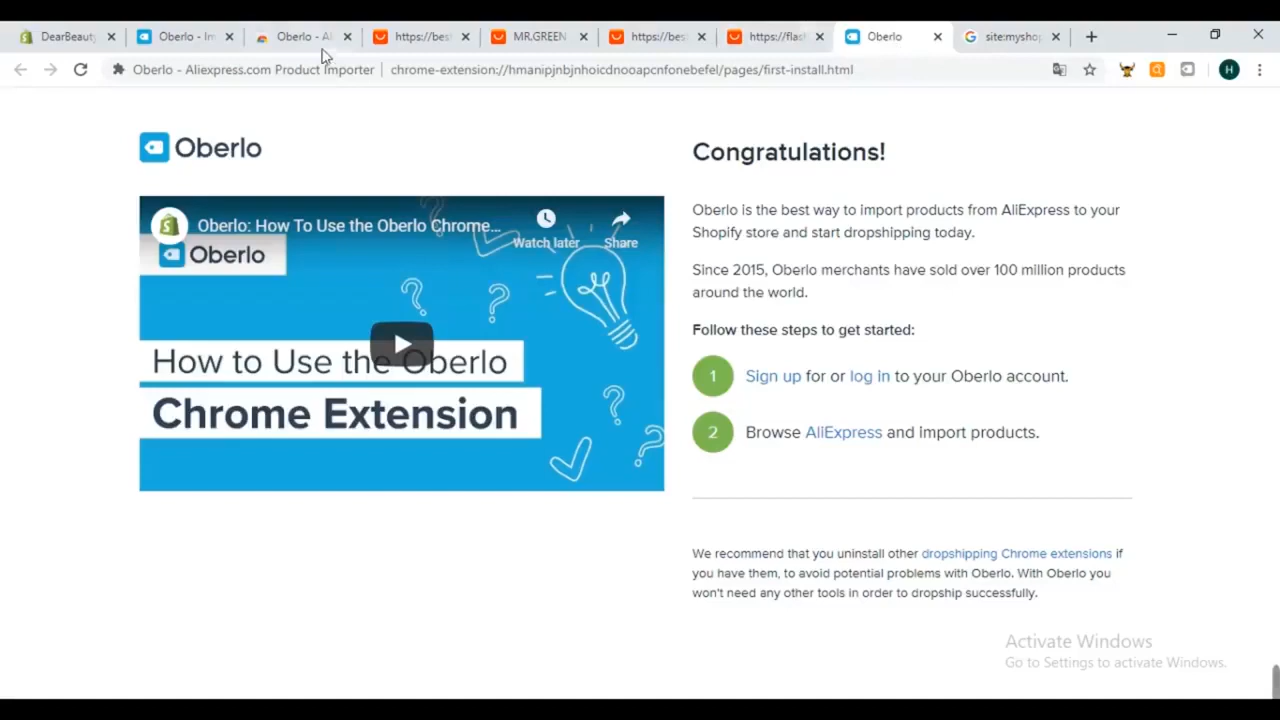 DearBeauty
Oberlo - Im
Oberlo - Al
https://bes
MR.GREEN
https://bes
https://flas
Oberlo
site:myshop
Oberlo - Aliexpress.com Product Importer
chrome-extension://hmanipjnbjnhoicdnooapcnfonebefel/pages/first-install.html
H
Oberlo
Oberlo: How To Use the Oberlo Chrome...
Watch later
Share
Oberlo
How to Use the Oberlo
Chrome Extension
Congratulations!
Oberlo is the best way to import products from AliExpress to your
Shopify store and start dropshipping today.
Since 2015, Oberlo merchants have sold over 100 million products
around the world.
Follow these steps to get started:
1 Sign up for or log in to your Oberlo account.
2 Browse AliExpress and import products.
We recommend that you uninstall other dropshipping Chrome extensions if
you have them, to avoid potential problems with Oberlo. With Oberlo you
won't need any other tools in order to dropship successfully.
Activate Windows
Go to Settings to activate Windows.